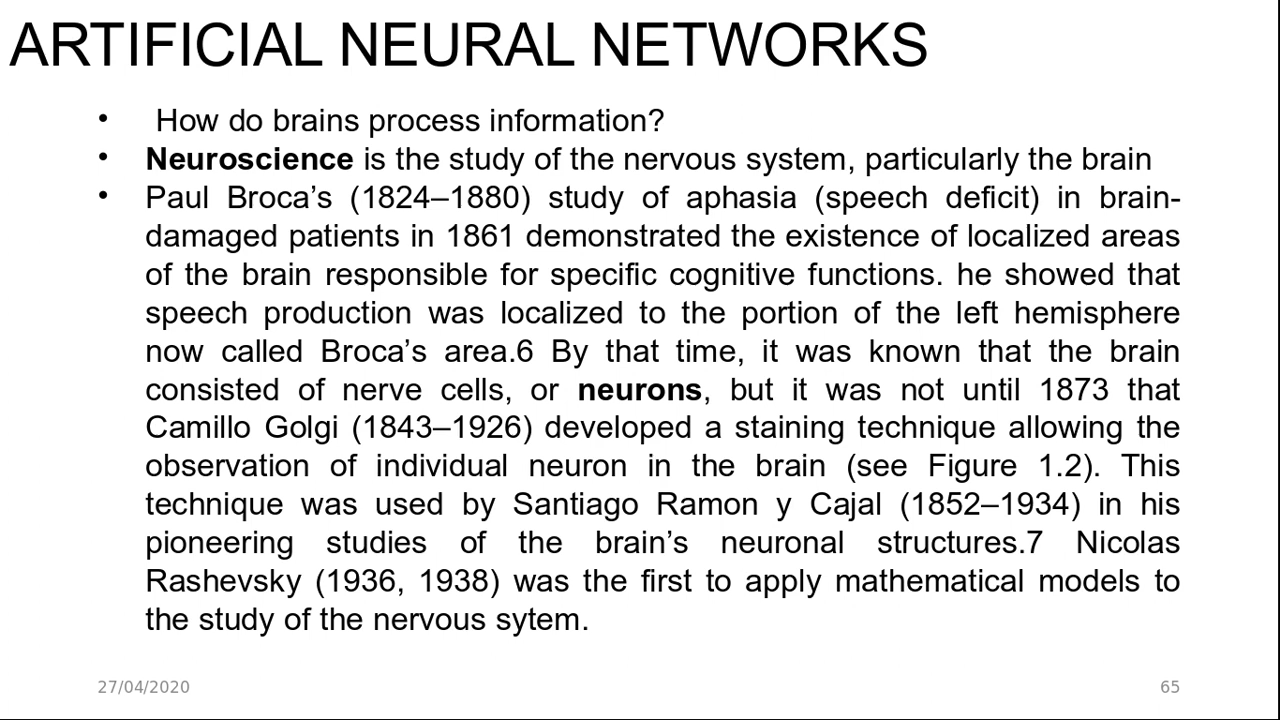 ARTIFICIAL NEURAL NETWORKS
• How do brains process information?
• Neuroscience is the study of the nervous system, particularly the brain
• Paul Broca’s (1824–1880) study of aphasia (speech deficit) in brain-
damaged patients in 1861 demonstrated the existence of localized areas
of the brain responsible for specific cognitive functions. he showed that
speech production was localized to the portion of the left hemisphere
now called Broca’s area.6 By that time, it was known that the brain
consisted of nerve cells, or neurons, but it was not until 1873 that
Camillo Golgi (1843–1926) developed a staining technique allowing the
observation of individual neuron in the brain (see Figure 1.2). This
technique was used by Santiago Ramon y Cajal (1852–1934) in his
pioneering studies of the brain’s neuronal structures.7 Nicolas
Rashevsky (1936, 1938) was the first to apply mathematical models to
the study of the nervous sytem.
27/04/2020
65